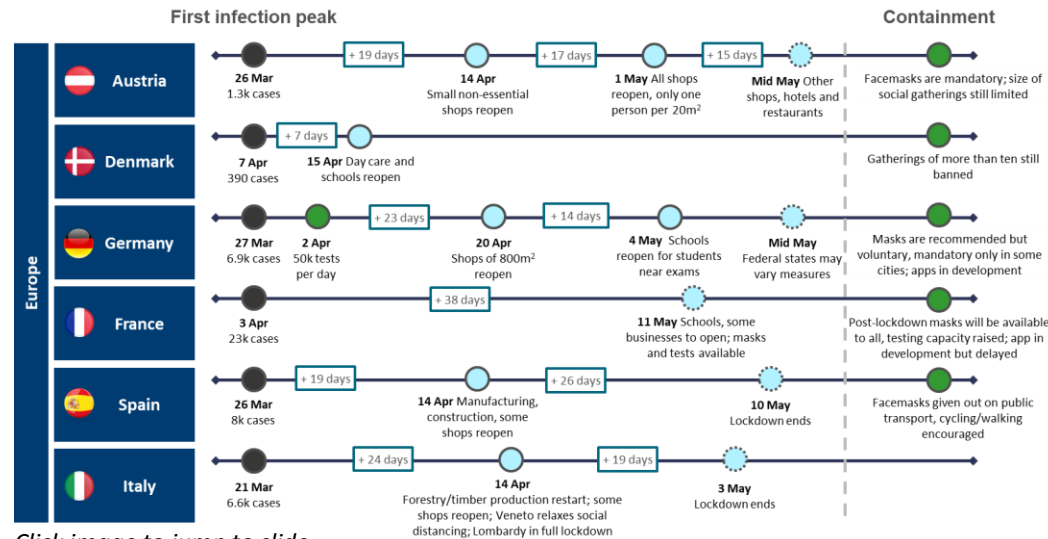 First infection peak
Containment
Europe
Austria
+ 19 days
+ 17 days
+ 15 days
26 Mar
1.3k cases
14 Apr
Small non-essential
shops reopen
1 May All shops
reopen, only one
person per 20m²
Mid May Other
shops, hotels and
restaurants
Facemasks are mandatory; size of
social gatherings still limited
Denmark
+ 7 days
7 Apr
390 cases
15 Apr Day care and
schools reopen
Gatherings of more than ten still
banned
Germany
+ 23 days
+ 14 days
27 Mar
6.9k cases
2 Apr
50k tests
per day
20 Apr
Shops of 800m²
reopen
4 May Schools
reopen for students
near exams
Mid May
Federal states may
vary measures
Masks are recommended but
voluntary, mandatory only in some
cities; apps in development
France
+ 38 days
3 Apr
23k cases
11 May Schools, some
businesses to open; masks
and tests available
Post-lockdown masks will be available
to all, testing capacity raised; app in
development but delayed
Spain
+ 19 days
+ 26 days
26 Mar
8k cases
14 Apr Manufacturing,
construction, some
shops reopen
10 May
Lockdown ends
Facemasks given out on public
transport, cycling/walking
encouraged
Italy
+ 24 days
+ 19 days
21 Mar
6.6k cases
14 Apr
Forestry/timber production restart; some
shops reopen; Veneto relaxes social
distancing; Lombardy in full lockdown
3 May
Lockdown ends
Click image to jump to slide